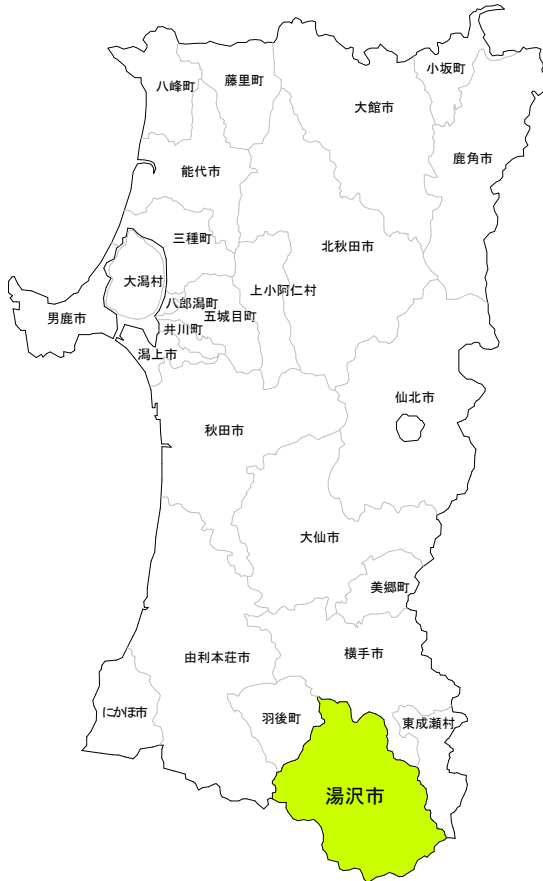 小坂町
八峰町
藤里町
大館市
鹿角市
能代市
三種町
北秋田市
大潟村
上小阿仁村
八郎潟町
五城目町
男鹿市
井川町
潟上市
仙北市
秋田市
大仙市
美郷町
横手市
由利本荘市
にかほ市
羽後町
東成瀬村
湯沢市